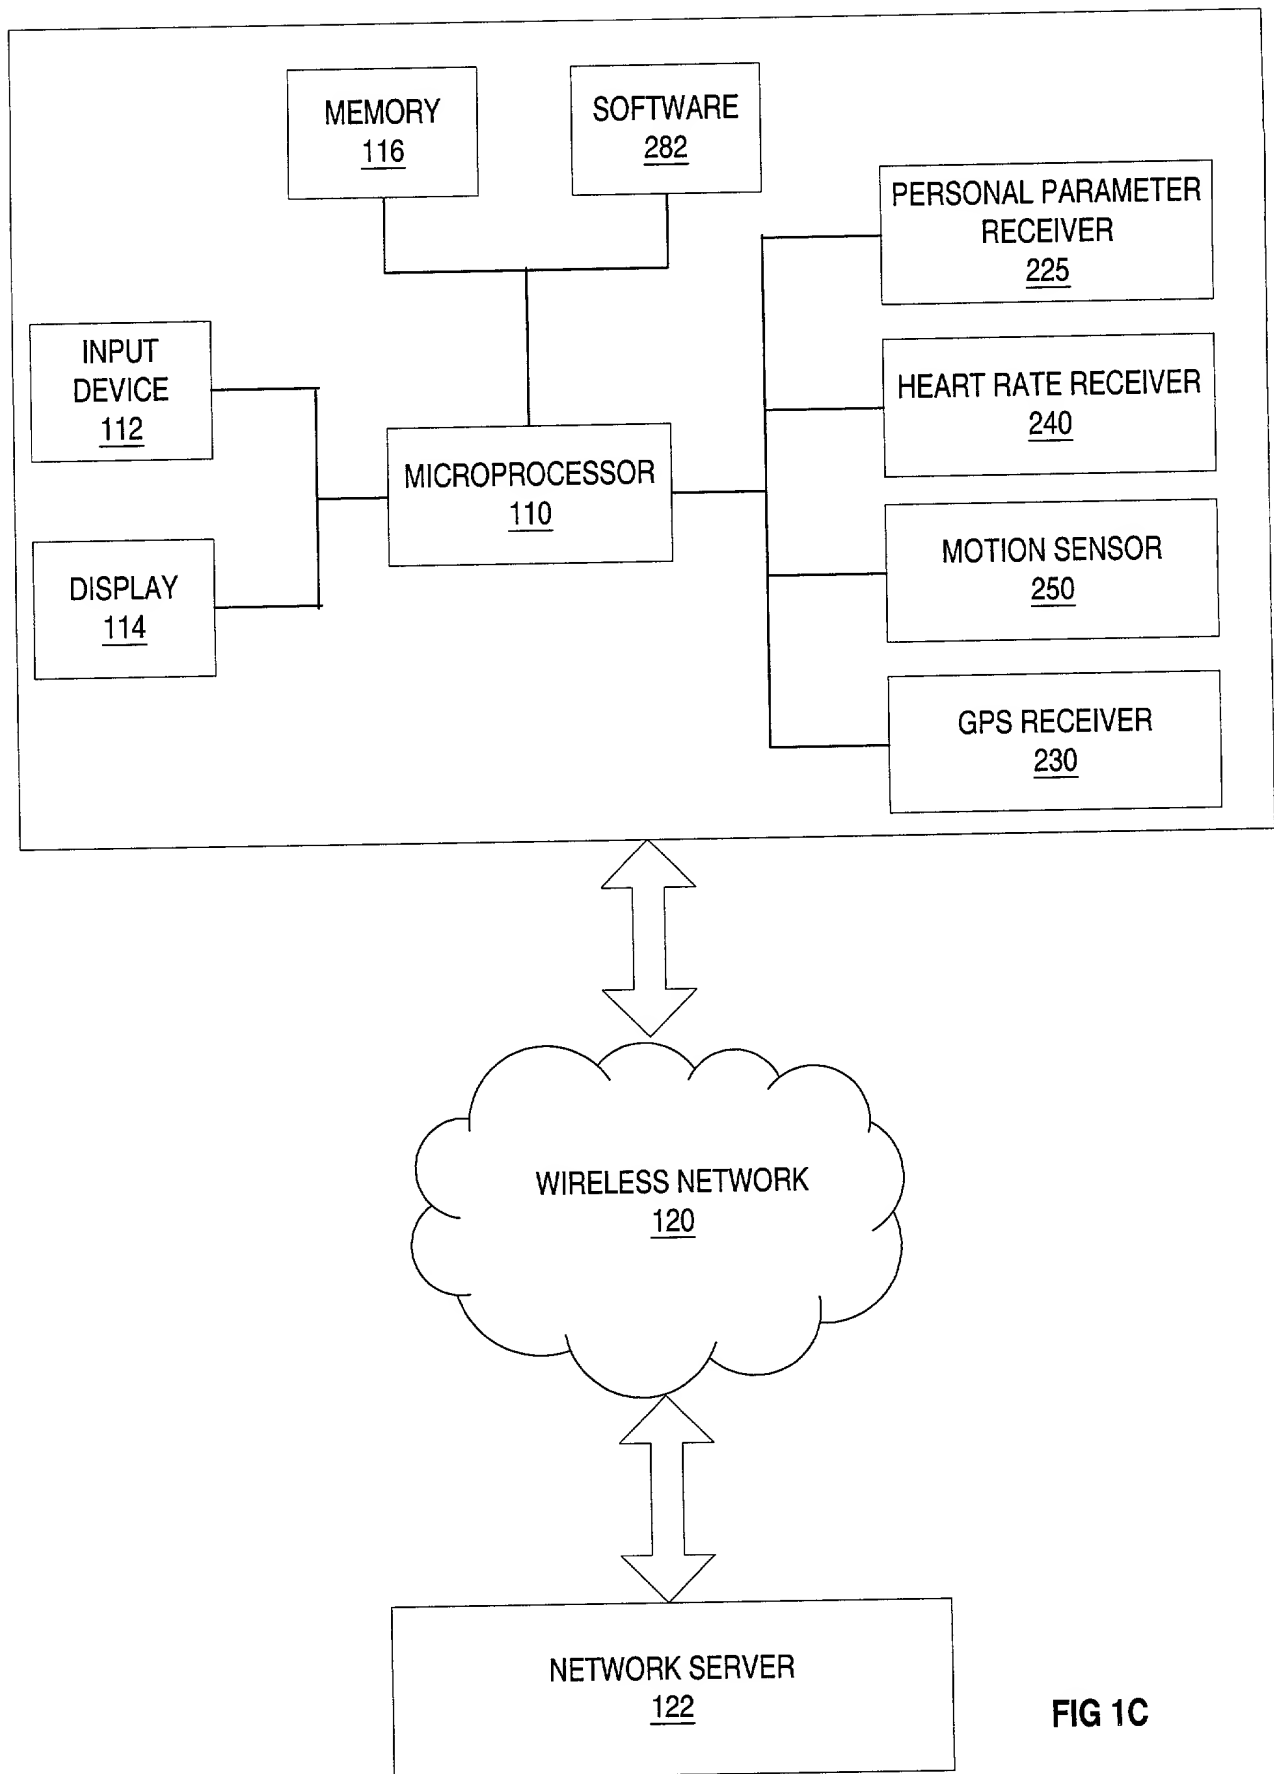 MEMORY
116
SOFTWARE
282
PERSONAL PARAMETER
RECEIVER
225
INPUT
DEVICE
112
HEART RATE RECEIVER
240
MICROPROCESSOR
110
MOTION SENSOR
250
DISPLAY
114
GPS RECEIVER
230
WIRELESS NETWORK
120
NETWORK SERVER
122
FIG 1C